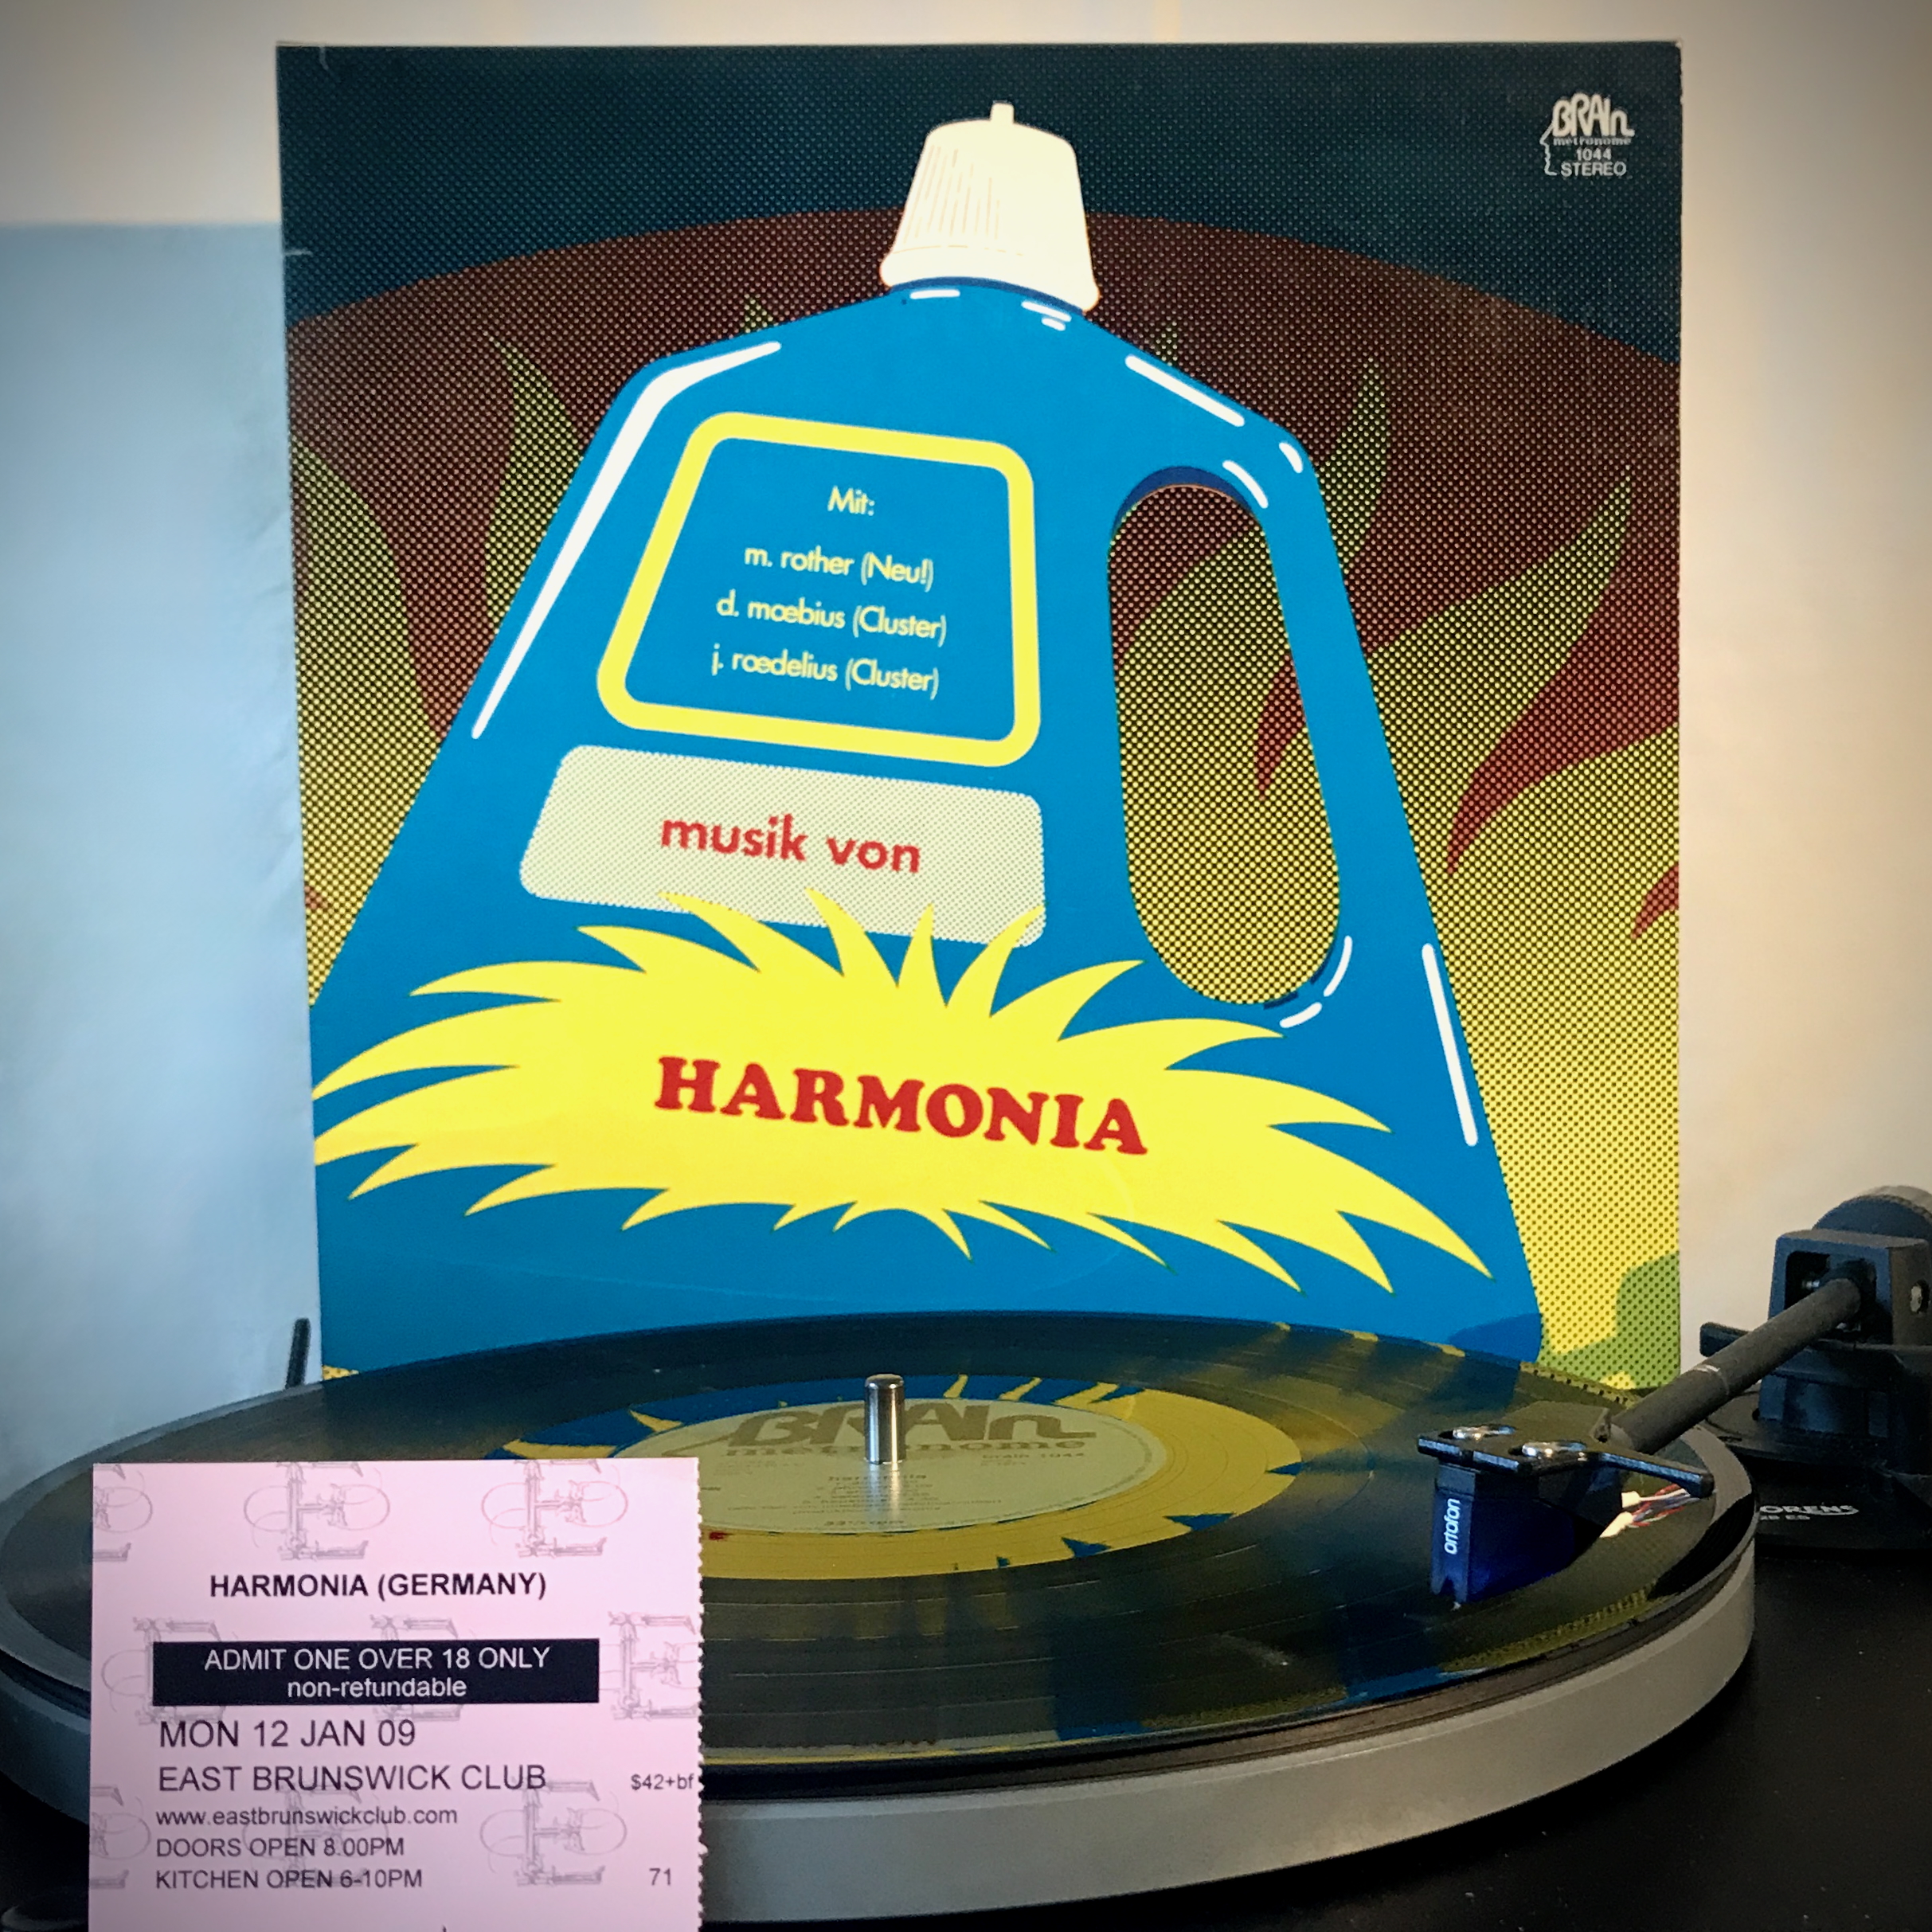 BRAIn
metronome
1044
STEREO
Mit:
m. rother (Neu!)
d. mœbius (Cluster)
j. rœdelius (Cluster)
musik von
HARMONIA
BRAIn
metronome
ortofon
HARMONIA (GERMANY)
ADMIT ONE OVER 18 ONLY
non-refundable
MON 12 JAN 09
EAST BRUNSWICK CLUB $42+bf
www.eastbrunswickclub.com
DOORS OPEN 8.00PM
KITCHEN OPEN 6-10PM 71